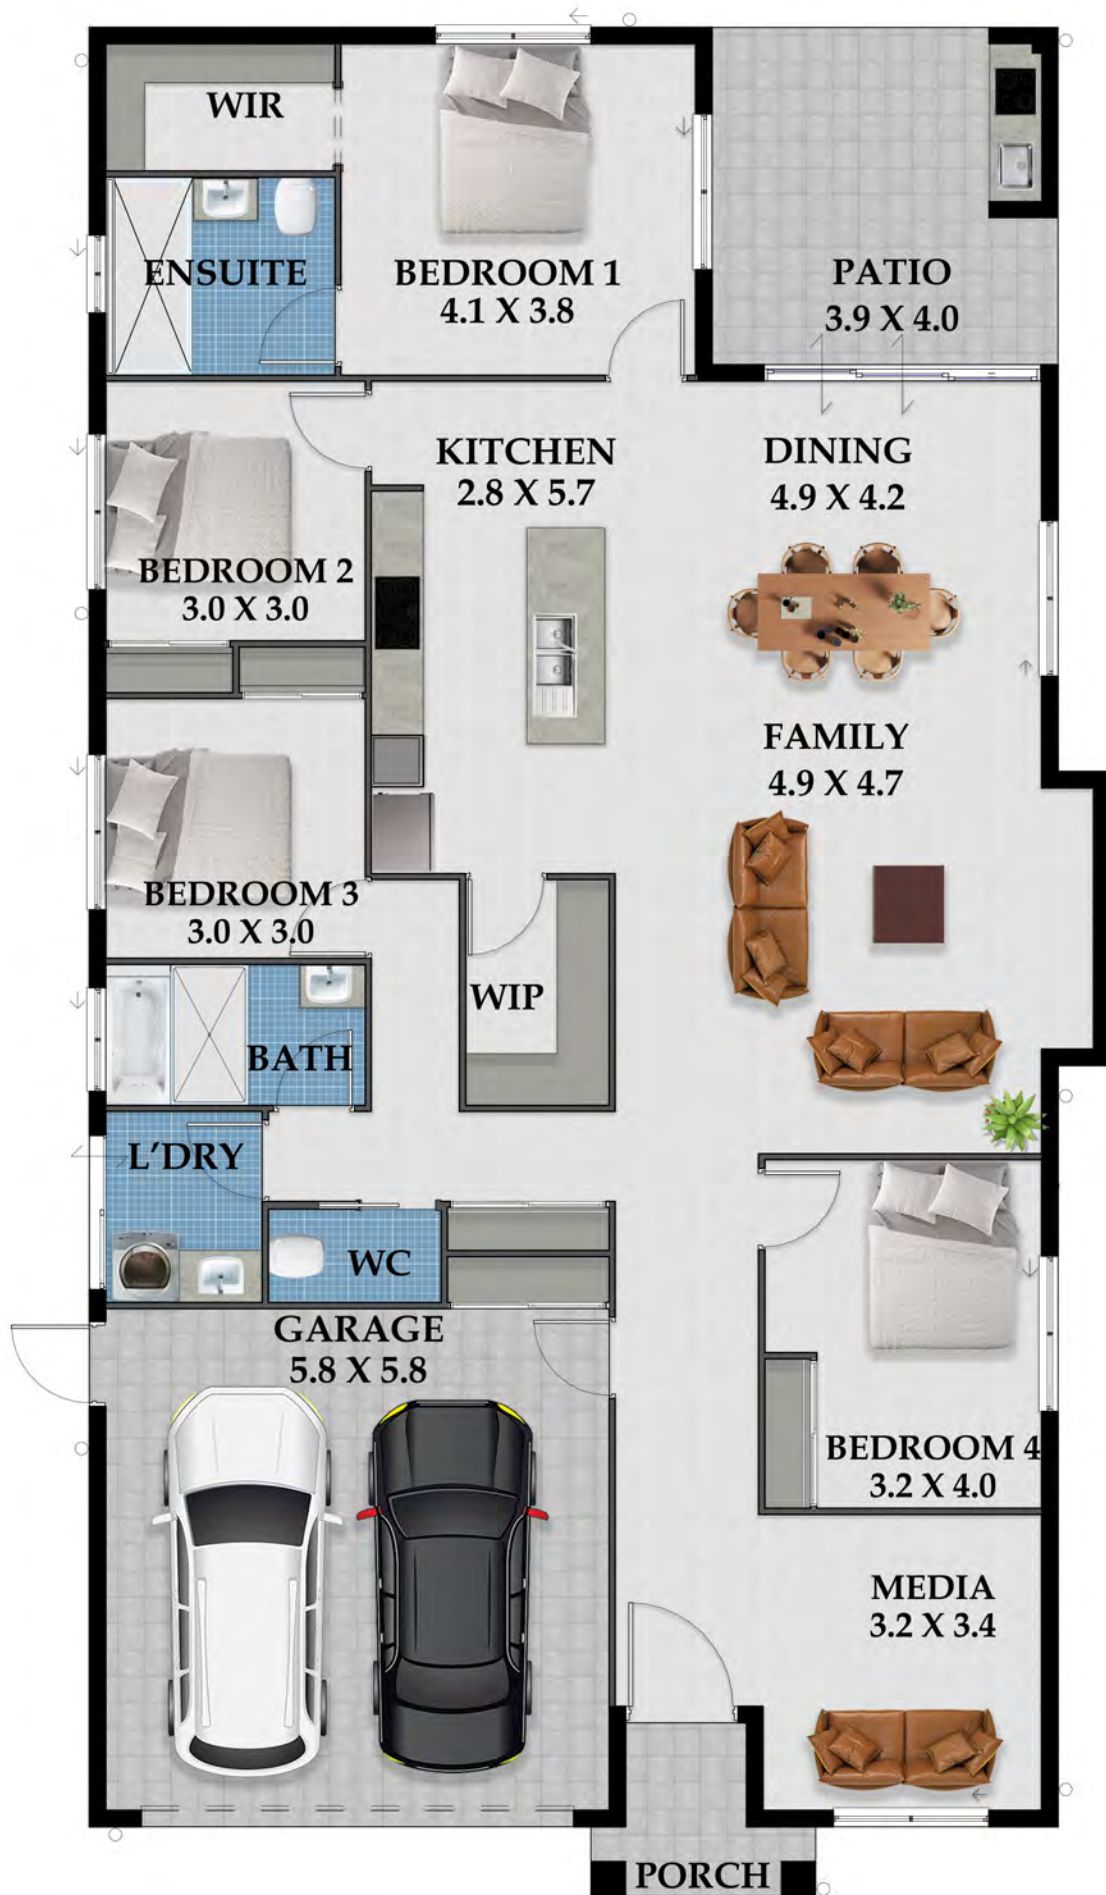 WIR
ENSUITE
BEDROOM 1
4.1 X 3.8
PATIO
3.9 X 4.0
KITCHEN
2.8 X 5.7
DINING
4.9 X 4.2
BEDROOM 2
3.0 X 3.0
FAMILY
4.9 X 4.7
BEDROOM 3
3.0 X 3.0
WIP
BATH
L'DRY
WC
GARAGE
5.8 X 5.8
BEDROOM 4
3.2 X 4.0
MEDIA
3.2 X 3.4
PORCH